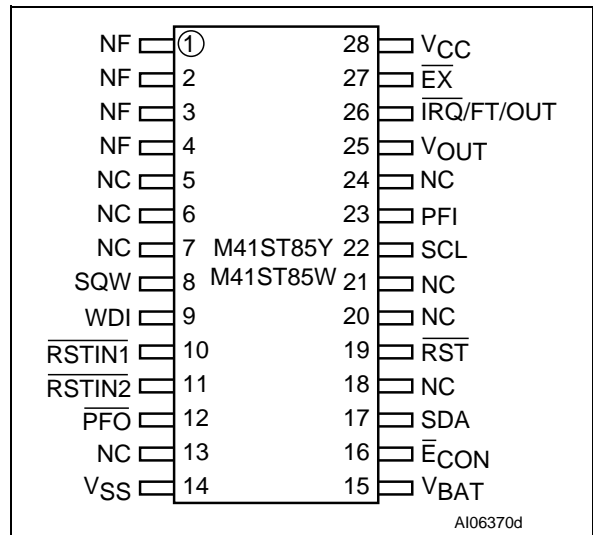 NF 1 28 VCC
NF 2 27 EX
NF 3 26 IRQ/FT/OUT
NF 4 25 VOUT
NC 5 24 NC
NC 6 23 PFI
NC 7 M41ST85Y 22 SCL
SQW 8 M41ST85W 21 NC
WDI 9 20 NC
RSTIN1 10 19 RST
RSTIN2 11 18 NC
PFO 12 17 SDA
NC 13 16 ECON
VSS 14 15 VBAT
AI06370d